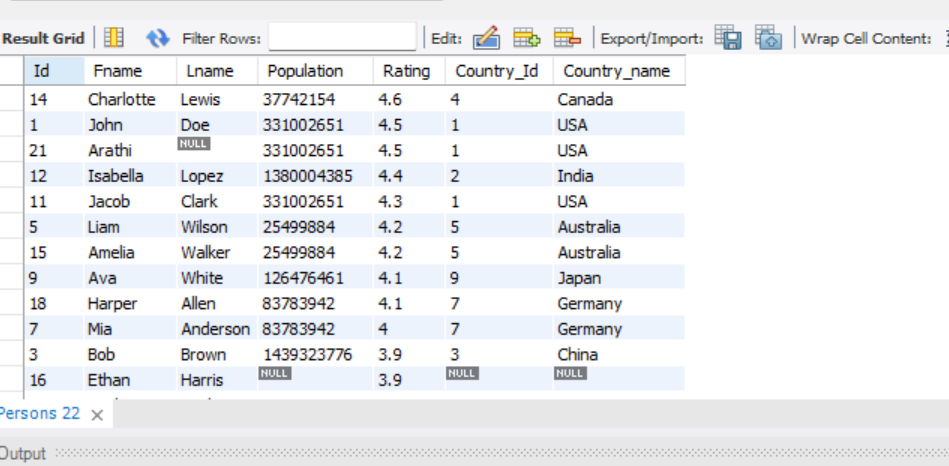 Result Grid Filter Rows: Edit: Export/Import: Wrap Cell Content:
Id Fname Lname Population Rating Country_Id Country_name
14 Charlotte Lewis 37742154 4.6 4 Canada
1 John Doe 331002651 4.5 1 USA
21 Arathi NULL 331002651 4.5 1 USA
12 Isabella Lopez 1380004385 4.4 2 India
11 Jacob Clark 331002651 4.3 1 USA
5 Liam Wilson 25499884 4.2 5 Australia
15 Amelia Walker 25499884 4.2 5 Australia
9 Ava White 126476461 4.1 9 Japan
18 Harper Allen 83783942 4.1 7 Germany
7 Mia Anderson 83783942 4 7 Germany
3 Bob Brown 1439323776 3.9 3 China
16 Ethan Harris NULL 3.9 NULL NULL
Persons 22
Output